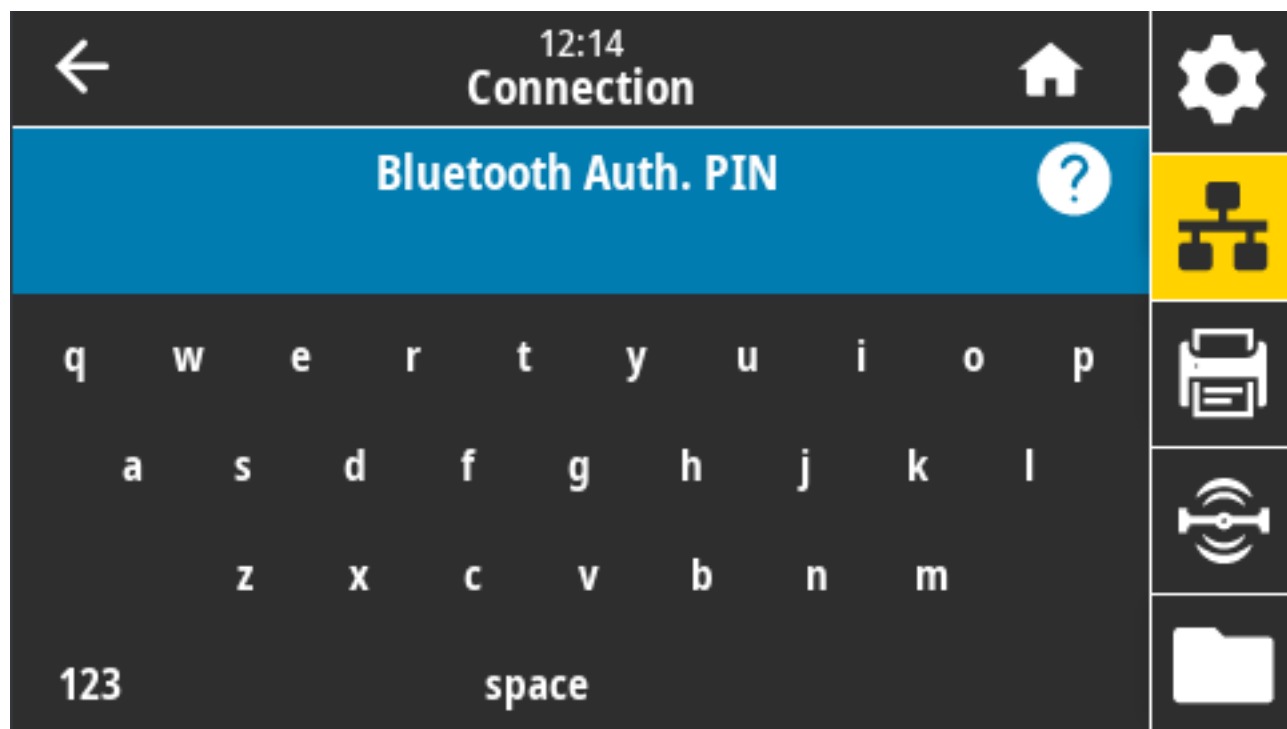 12:14
Connection
Bluetooth Auth. PIN
?
q w e r t y u i o p
a s d f g h j k l
z x c v b n m
123 space